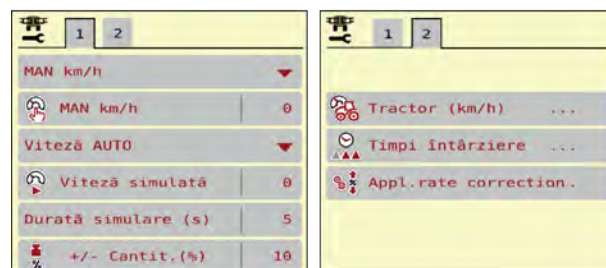 1 2
MAN km/h
MAN km/h 0
Viteză AUTO
Viteză simulată 0
Durată simulare (s) 5
+/- Cantit.(%) 10
1 2
Tractor (km/h) ...
Timpi întârziere ...
Appl.rate correction.